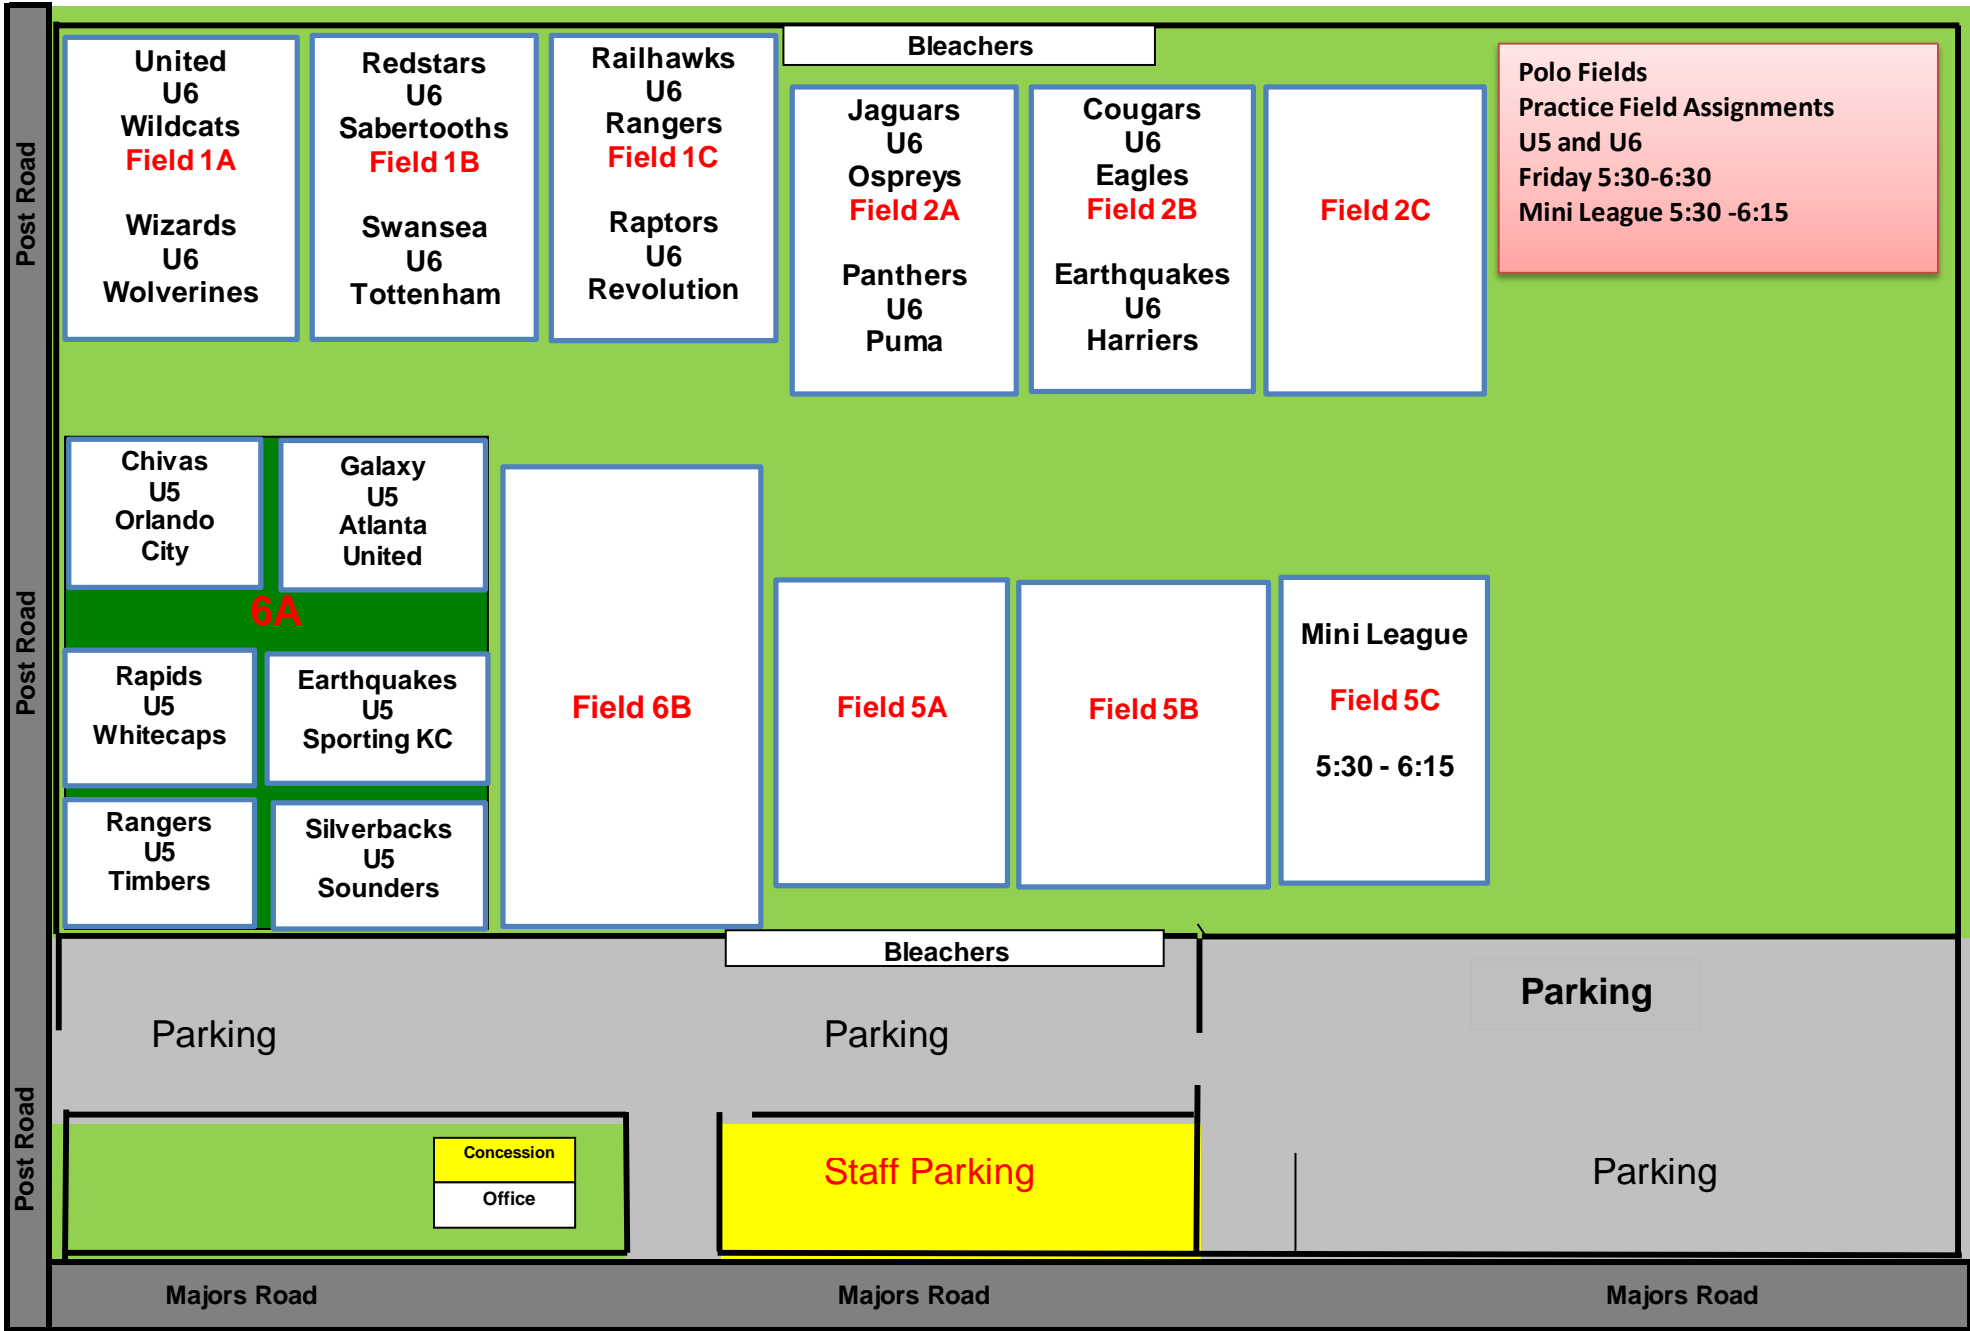 Bleachers
United
U6
Wildcats
Field 1A
Wizards
U6
Wolverines
Redstars
U6
Sabertooths
Field 1B
Swansea
U6
Tottenham
Railhawks
U6
Rangers
Field 1C
Raptors
U6
Revolution
Jaguars
U6
Ospreys
Field 2A
Panthers
U6
Puma
Cougars
U6
Eagles
Field 2B
Earthquakes
U6
Harriers
Field 2C
Polo Fields
Practice Field Assignments
U5 and U6
Friday 5:30-6:30
Mini League 5:30 -6:15
Post Road
Chivas
U5
Orlando
City
Galaxy
U5
Atlanta
United
6A
Rapids
U5
Whitecaps
Earthquakes
U5
Sporting KC
Rangers
U5
Timbers
Silverbacks
U5
Sounders
Field 6B
Field 5A
Field 5B
Mini League
Field 5C
5:30 - 6:15
Post Road
Bleachers
Parking
Parking
Parking
Post Road
Concession
Office
Staff Parking
Parking
Majors Road
Majors Road
Majors Road